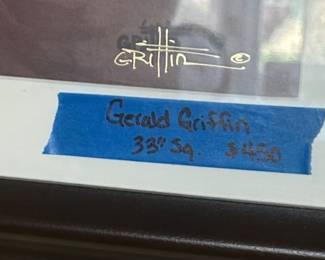 GRiffin ©
Gerald Griffin
33" Sq. $450